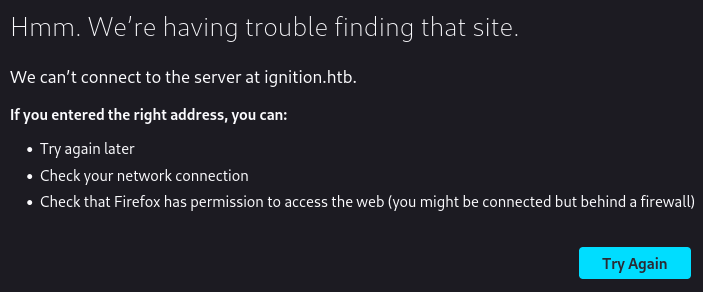 Hmm. We’re having trouble finding that site.
We can’t connect to the server at ignition.htb.
If you entered the right address, you can:
• Try again later
• Check your network connection
• Check that Firefox has permission to access the web (you might be connected but behind a firewall)
Try Again